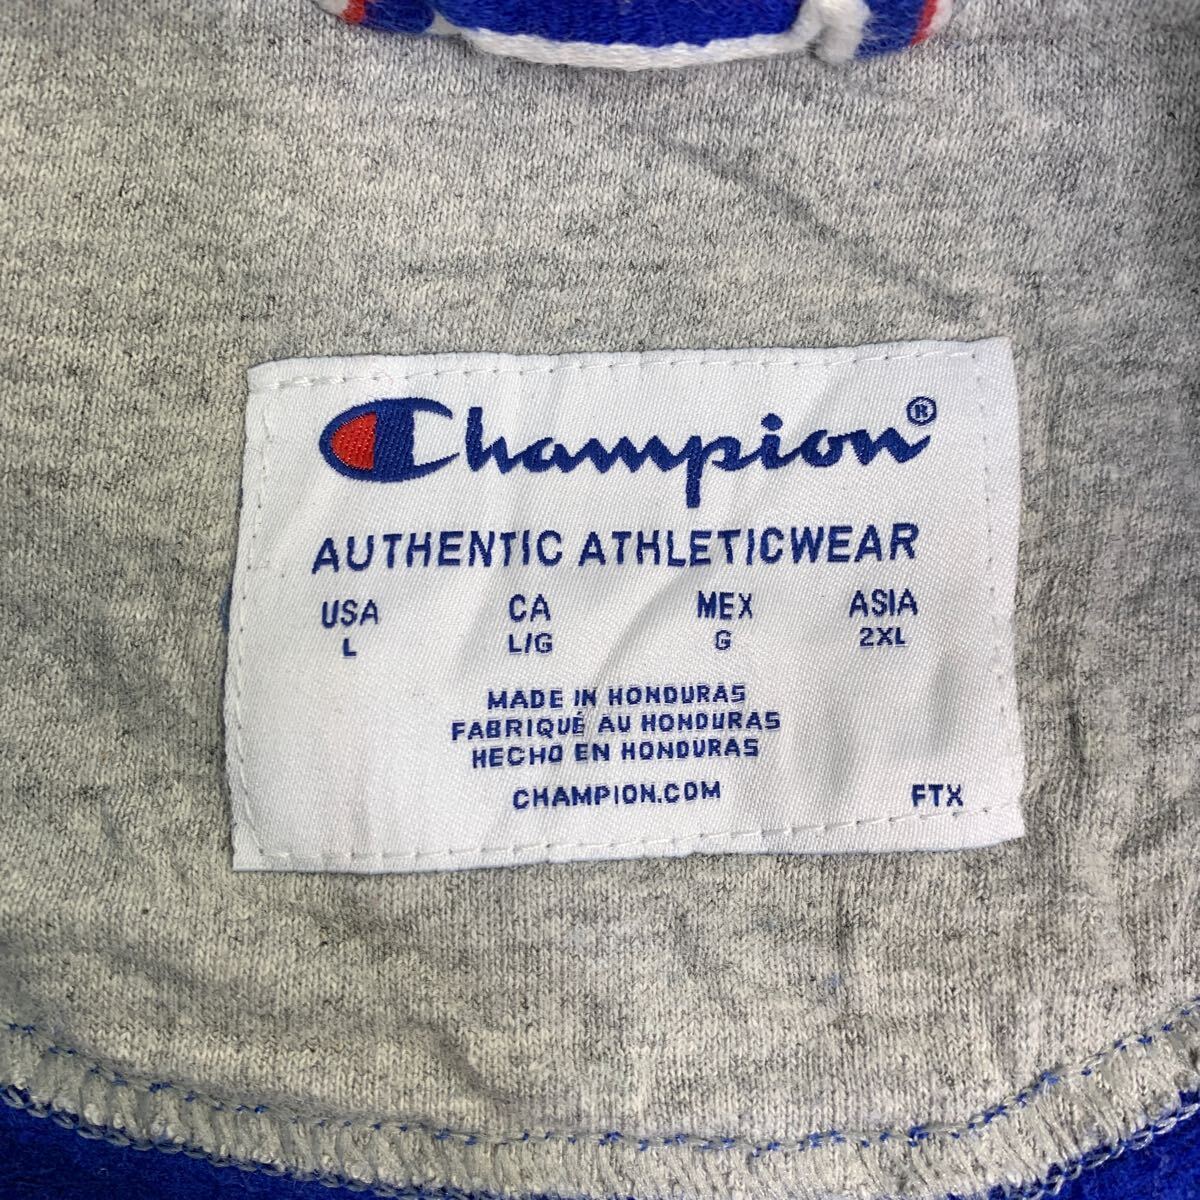 Champion®
AUTHENTIC ATHLETICWEAR
USA CA MEX ASIA
L L/G G 2XL
MADE IN HONDURAS
FABRIQUÉ AU HONDURAS
HECHO EN HONDURAS
CHAMPION.COM FTX